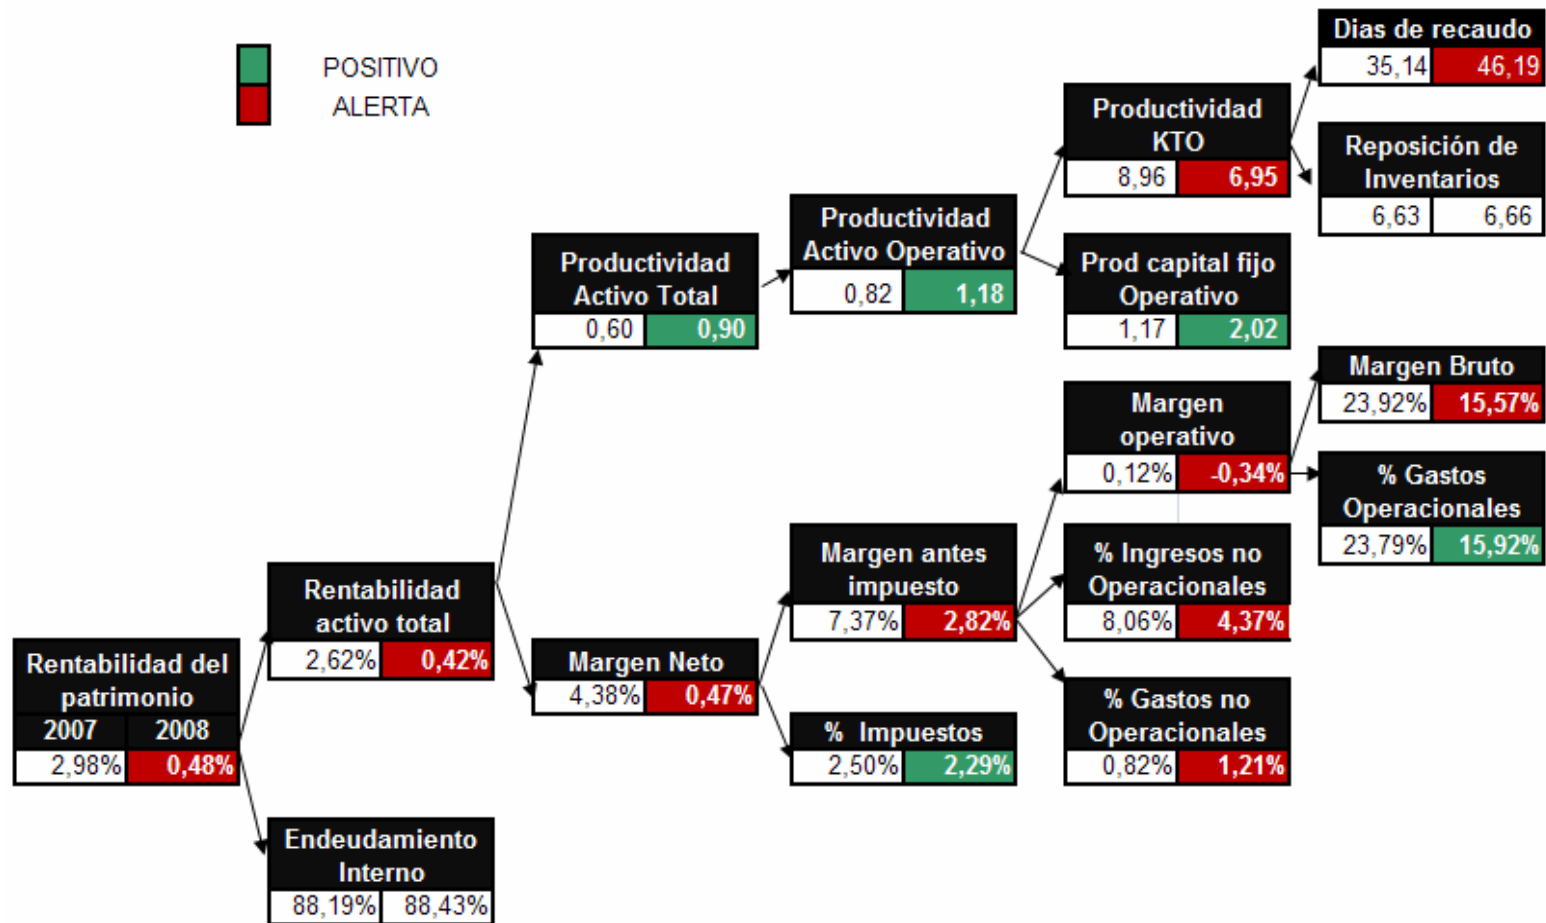 POSITIVO
ALERTA
Dias de recaudo
35,14 46,19
Productividad
KTO
8,96 6,95
Reposición de
Inventarios
6,63 6,66
Productividad
Activo Operativo
0,82 1,18
Productividad
Activo Total
0,60 0,90
Prod capital fijo
Operativo
1,17 2,02
Margen Bruto
23,92% 15,57%
Margen
operativo
0,12% -0,34%
% Gastos
Operacionales
23,79% 15,92%
Margen antes
impuesto
7,37% 2,82%
% Ingresos no
Operacionales
8,06% 4,37%
Rentabilidad
activo total
2,62% 0,42%
Margen Neto
4,38% 0,47%
Rentabilidad del
patrimonio
2007 2008
2,98% 0,48%
% Impuestos
2,50% 2,29%
% Gastos no
Operacionales
0,82% 1,21%
Endeudamiento
Interno
88,19% 88,43%